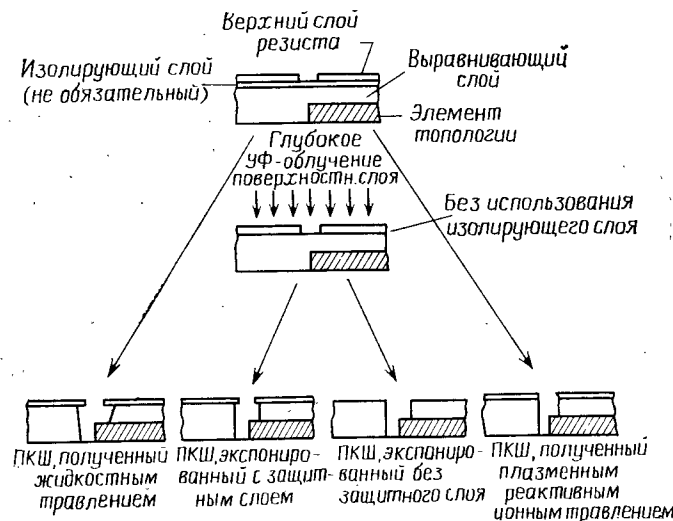 Верхний слой
резиста
Изолирующий слой
(не обязательный)
Выравнивающий
слой
Элемент
топологии
Глубокое
УФ-облучение
поверхностн. слоя
Без использования
изолирующего слоя
ПКШ, полученный
жидкостным
травлением
ПКШ, экспониро-
ванный с защит-
ным слоем
ПКШ, экспониро-
ванный без
защитного слоя
ПКШ, полученный
плазменным
реактивным
ионным травлением